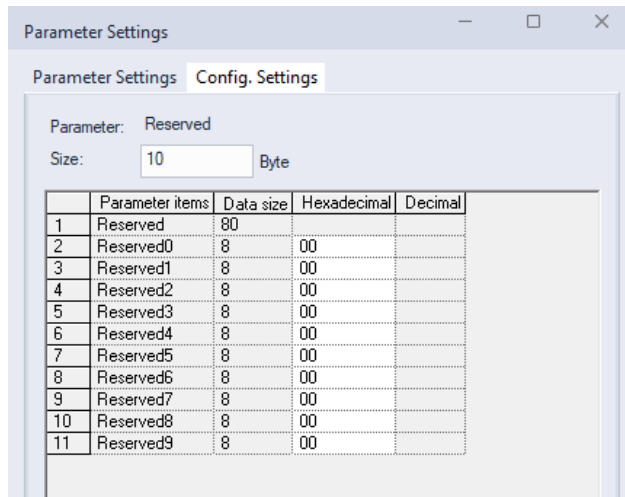 Parameter Settings
Parameter Settings Config. Settings
Parameter: Reserved
Size: 10 Byte
Parameter items Data size Hexadecimal Decimal
1 Reserved 80
2 Reserved0 8 00
3 Reserved1 8 00
4 Reserved2 8 00
5 Reserved3 8 00
6 Reserved4 8 00
7 Reserved5 8 00
8 Reserved6 8 00
9 Reserved7 8 00
10 Reserved8 8 00
11 Reserved9 8 00